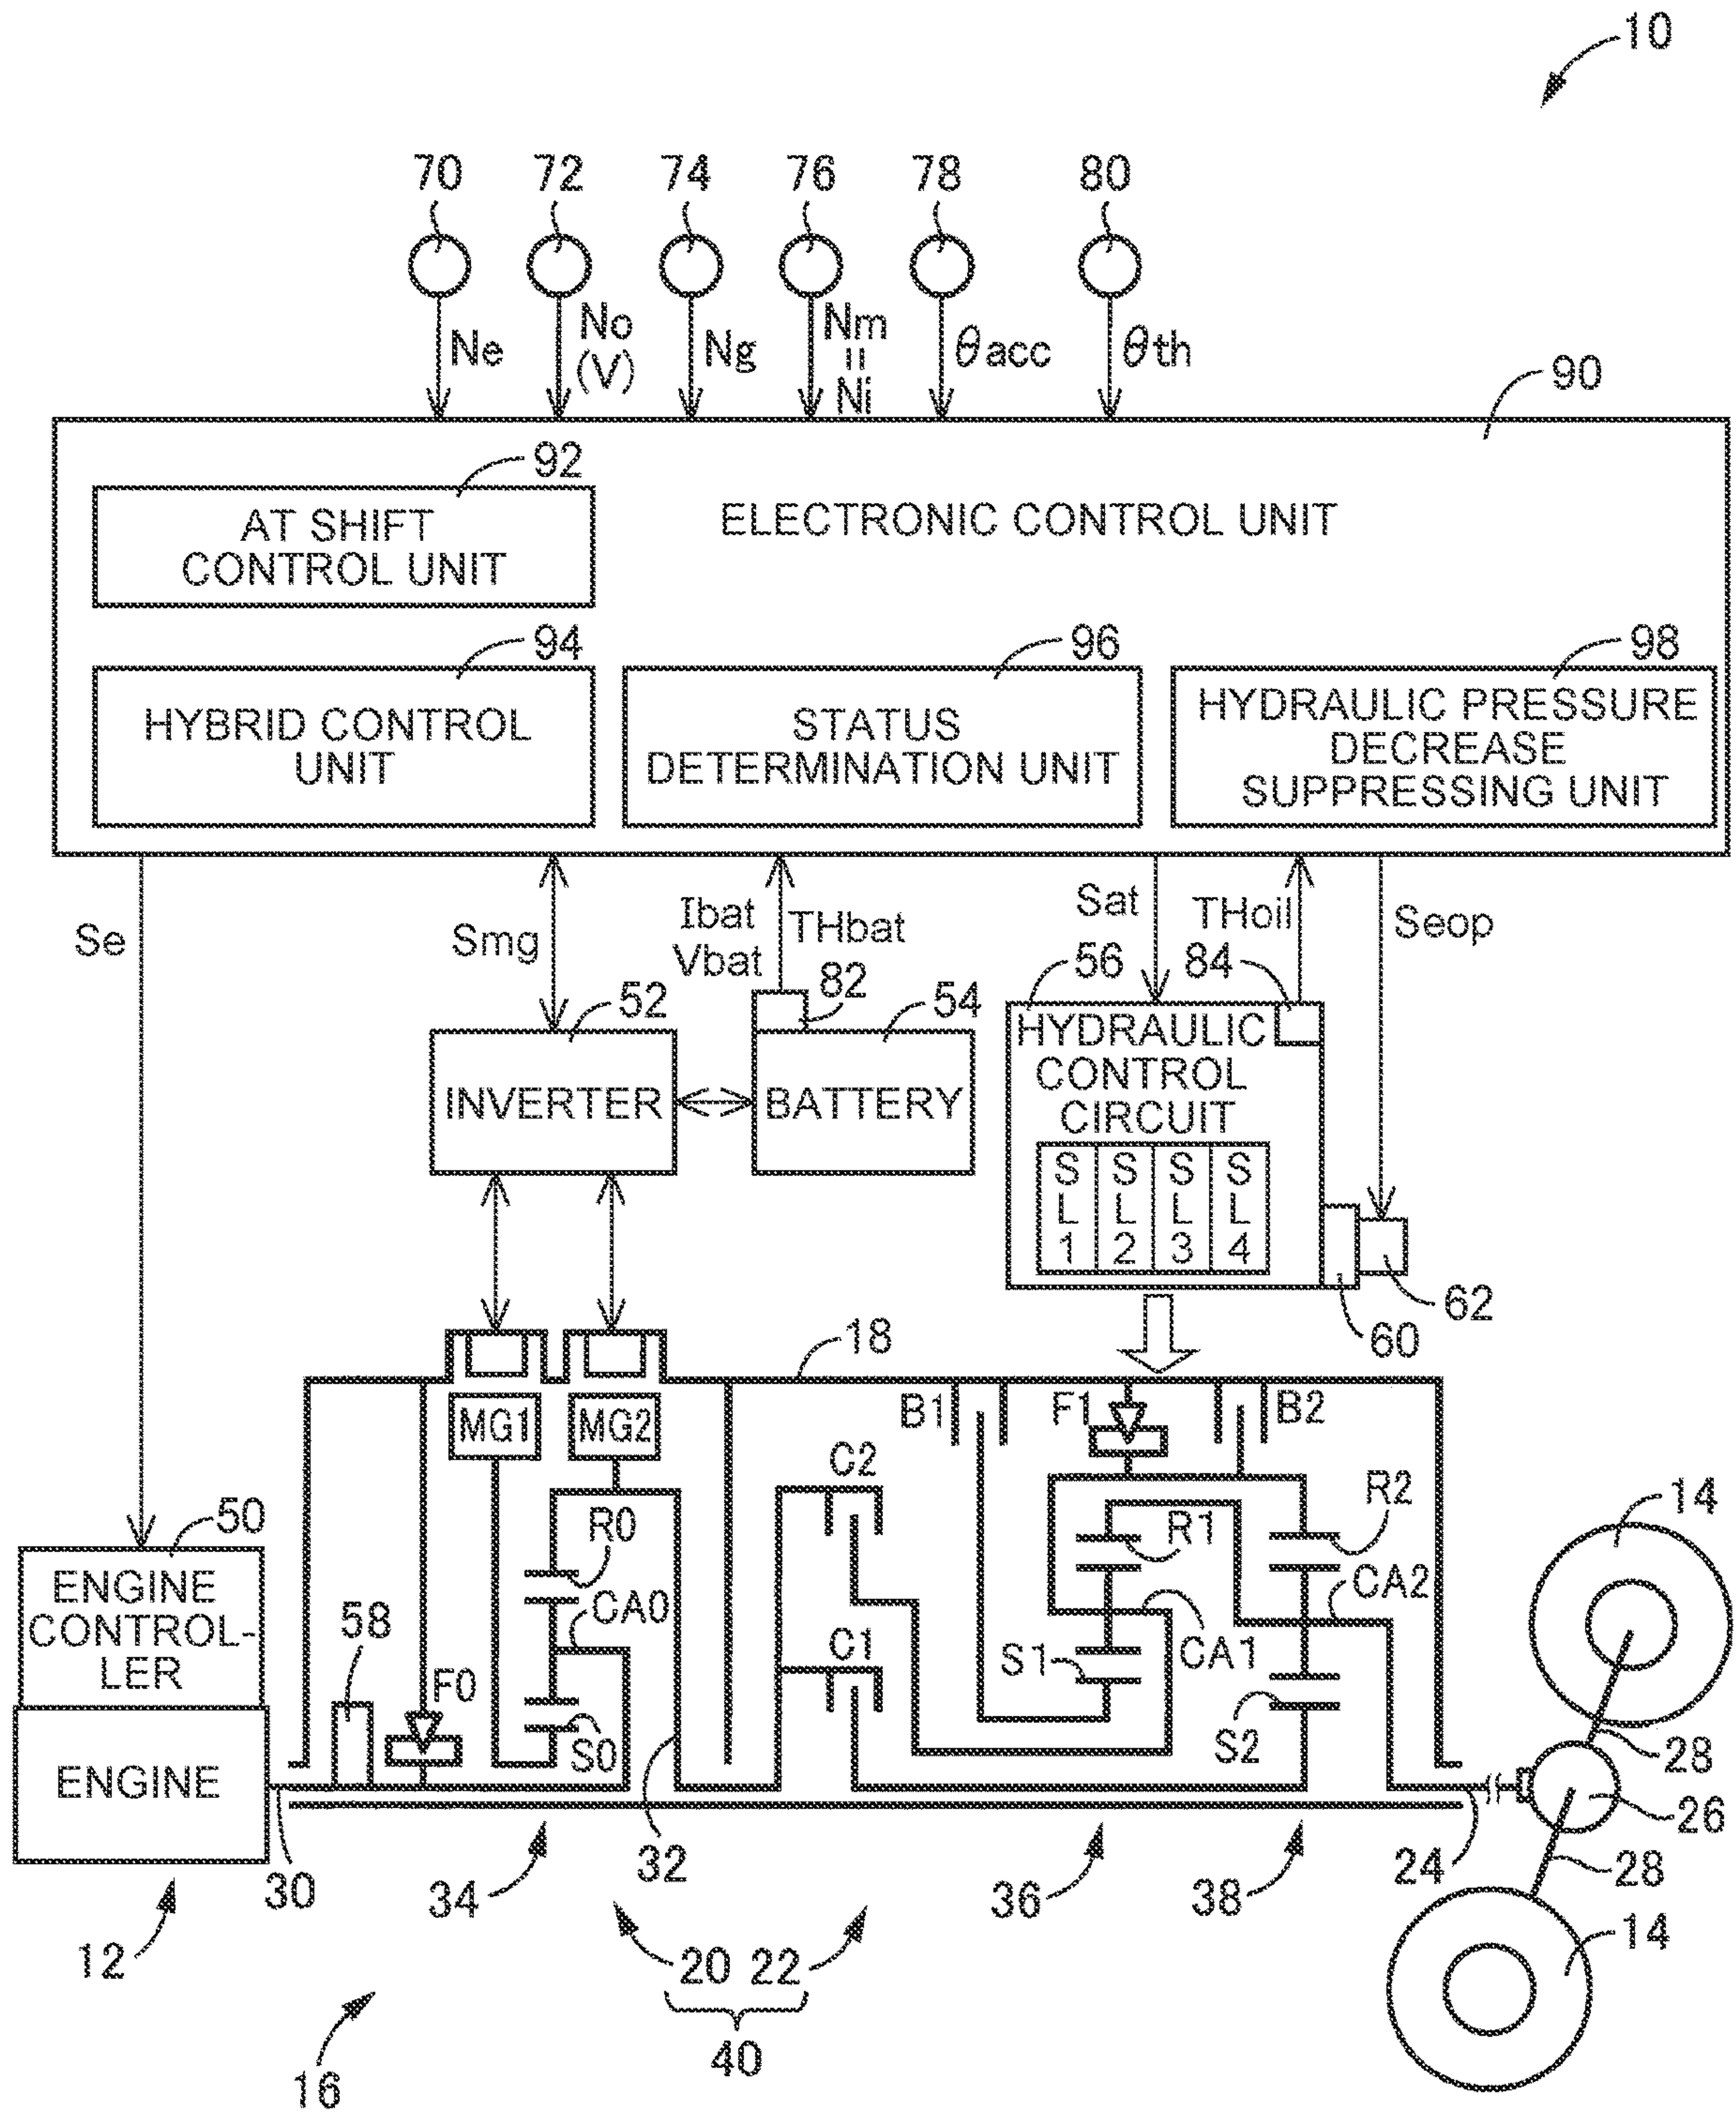 10
70 72 74 76 78 80
Ne
No
(V)
Ng
Nm
=
Ni
θacc
θth
90
92
AT SHIFT
CONTROL UNIT
ELECTRONIC CONTROL UNIT
94
HYBRID CONTROL
UNIT
96
STATUS
DETERMINATION UNIT
98
HYDRAULIC PRESSURE
DECREASE
SUPPRESSING UNIT
Se
Smg
Ibat
Vbat
THbat
Sat
THoil
Seop
52
INVERTER
82
54
BATTERY
56
84
HYDRAULIC
CONTROL
CIRCUIT
SL1
SL2
SL3
SL4
60
62
18
MG1
MG2
B1
F1
B2
C2
R0
R1
R2
14
50
ENGINE
CONTROL-
LER
58
CA0
CA2
C1
S1
CA1
F0
S0
S2
28
ENGINE
26
30
34
32
36
38
24
28
12
20 22
14
40
16